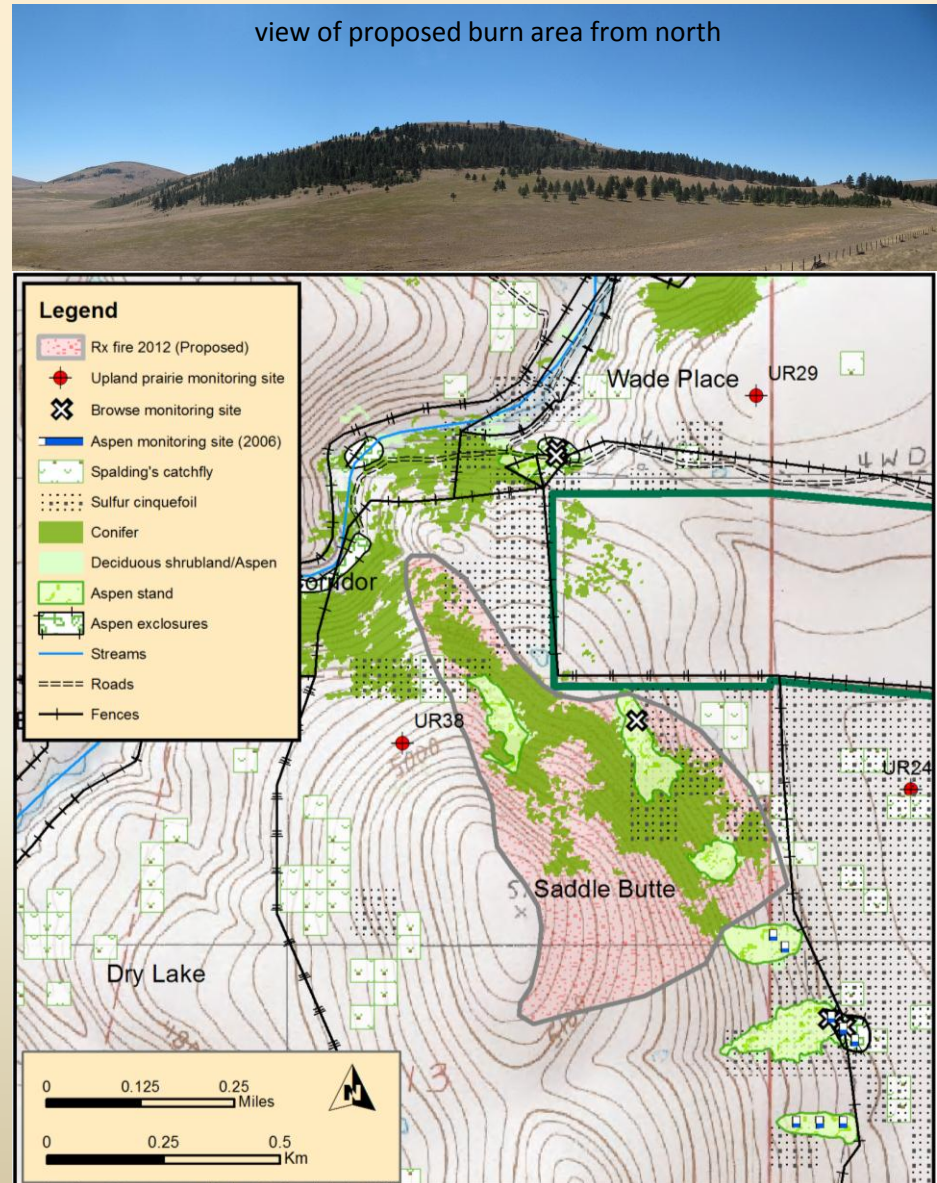 view of proposed burn area from north
Legend
Rx fire 2012 (Proposed)
Upland prairie monitoring site
Browse monitoring site
Aspen monitoring site (2006)
Spalding's catchfly
Sulfur cinquefoil
Conifer
Deciduous shrubland/Aspen
Aspen stand
Aspen exclosures
Streams
Roads
Fences
Wade Place
UR29
4WD
orridor
UR38
5000
UR24
Saddle Butte
Dry Lake
13
0 0.125 0.25
Miles
N
0 0.25 0.5
Km